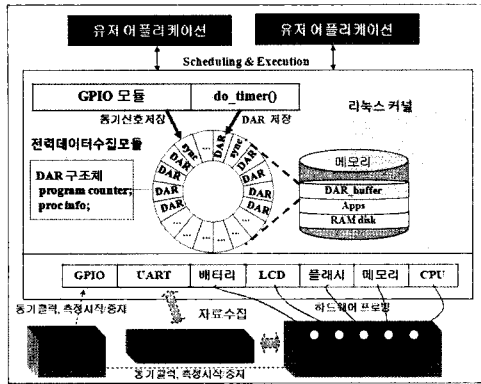 유저 어플리케이션
유저 어플리케이션
Scheduling & Execution
GPIO 모듈
do_timer()
리눅스 커널
동기신호저장
DAR 저장
전력데이터수집모듈
DAR 구조체
program counter;
proc info;
sync
DAR
...
DAR
sync
DAR
DAR
DAR
DAR
DAR
DAR
DAR
...
...
...
메모리
DAR_buffer
Apps
RAM disk
GPIO
UART
배터리
LCD
플래시
메모리
CPU
동기클럭, 측정시작/중지
자료수집
하드웨어 프로빙
동기클럭, 측정시작/중지